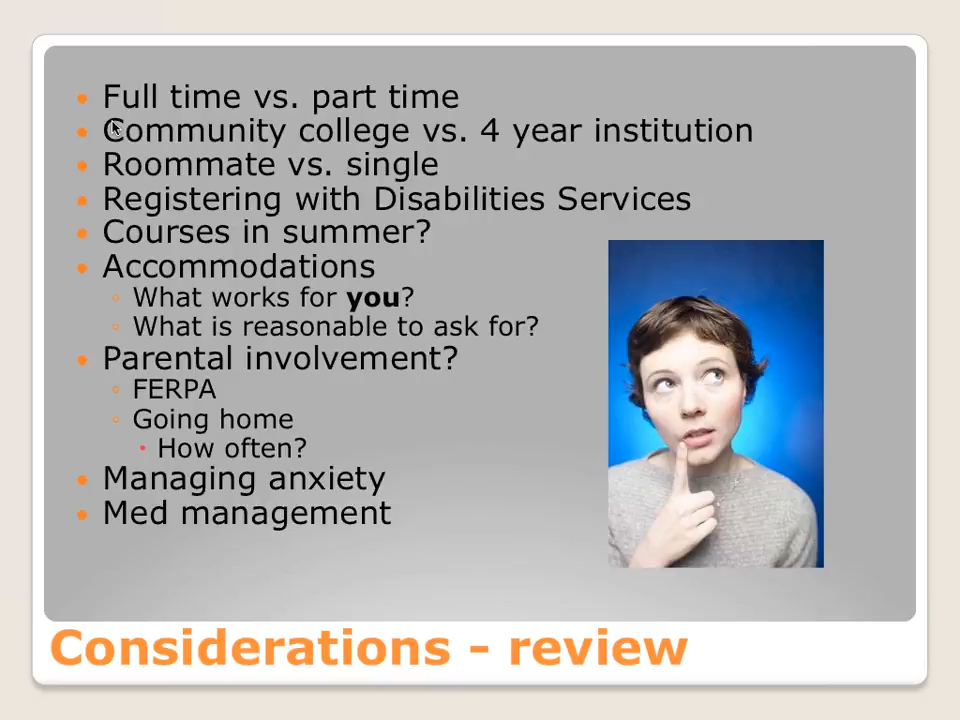 Full time vs. part time
Community college vs. 4 year institution
Roommate vs. single
Registering with Disabilities Services
Courses in summer?
Accommodations
What works for you?
What is reasonable to ask for?
Parental involvement?
FERPA
Going home
How often?
Managing anxiety
Med management
Considerations - review